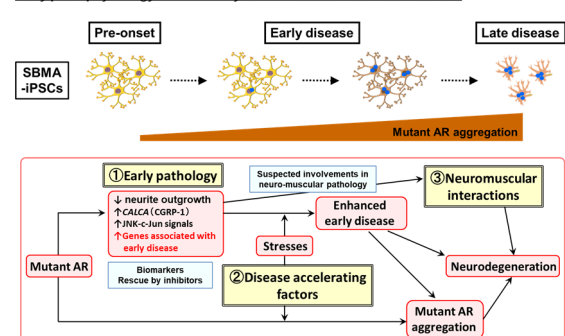 Pre-onset
Early disease
Late disease
SBMA
-iPSCs
Mutant AR aggregation
①Early pathology
Suspected involvements in
neuro-muscular pathology
③Neuromuscular
interactions
↓ neurite outgrowth
↑CALCA (CGRP-1)
↑JNK-c-Jun signals
↑Genes associated with
early disease
Enhanced
early disease
Stresses
Mutant AR
Biomarkers
Rescue by inhibitors
②Disease accelerating
factors
Neurodegeneration
Mutant AR
aggregation